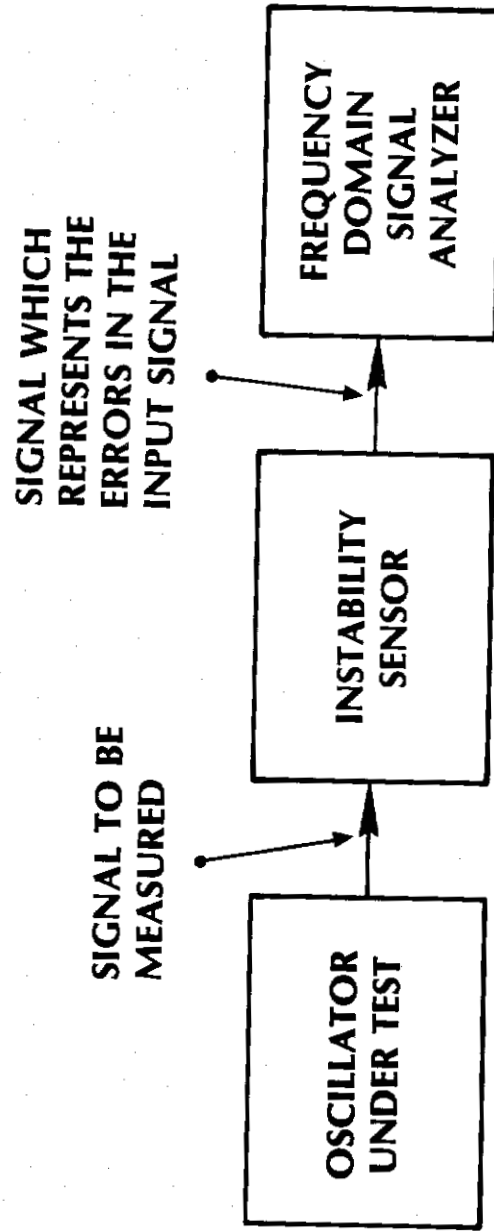 SIGNAL TO BE
MEASURED
SIGNAL WHICH
REPRESENTS THE
ERRORS IN THE
INPUT SIGNAL
OSCILLATOR
UNDER TEST
INSTABILITY
SENSOR
FREQUENCY
DOMAIN
SIGNAL
ANALYZER